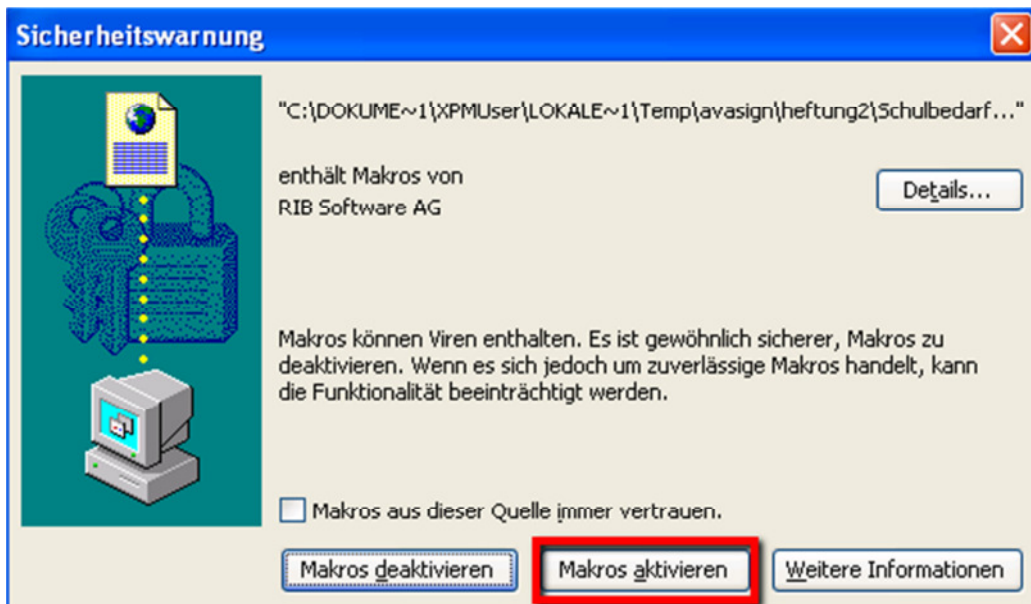 Sicherheitswarnung
"C:\DOKUME~1\XPMUser\LOKALE~1\Temp\avasign\heftung2\Schulbedarf..."
enthält Makros von
RIB Software AG
Details...
Makros können Viren enthalten. Es ist gewöhnlich sicherer, Makros zu
deaktivieren. Wenn es sich jedoch um zuverlässige Makros handelt, kann
die Funktionalität beeinträchtigt werden.
Makros aus dieser Quelle immer vertrauen.
Makros deaktivieren
Makros aktivieren
Weitere Informationen